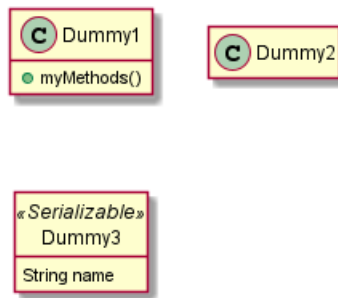 C Dummy1
myMethods()
C Dummy2
«Serializable»
Dummy3
String name